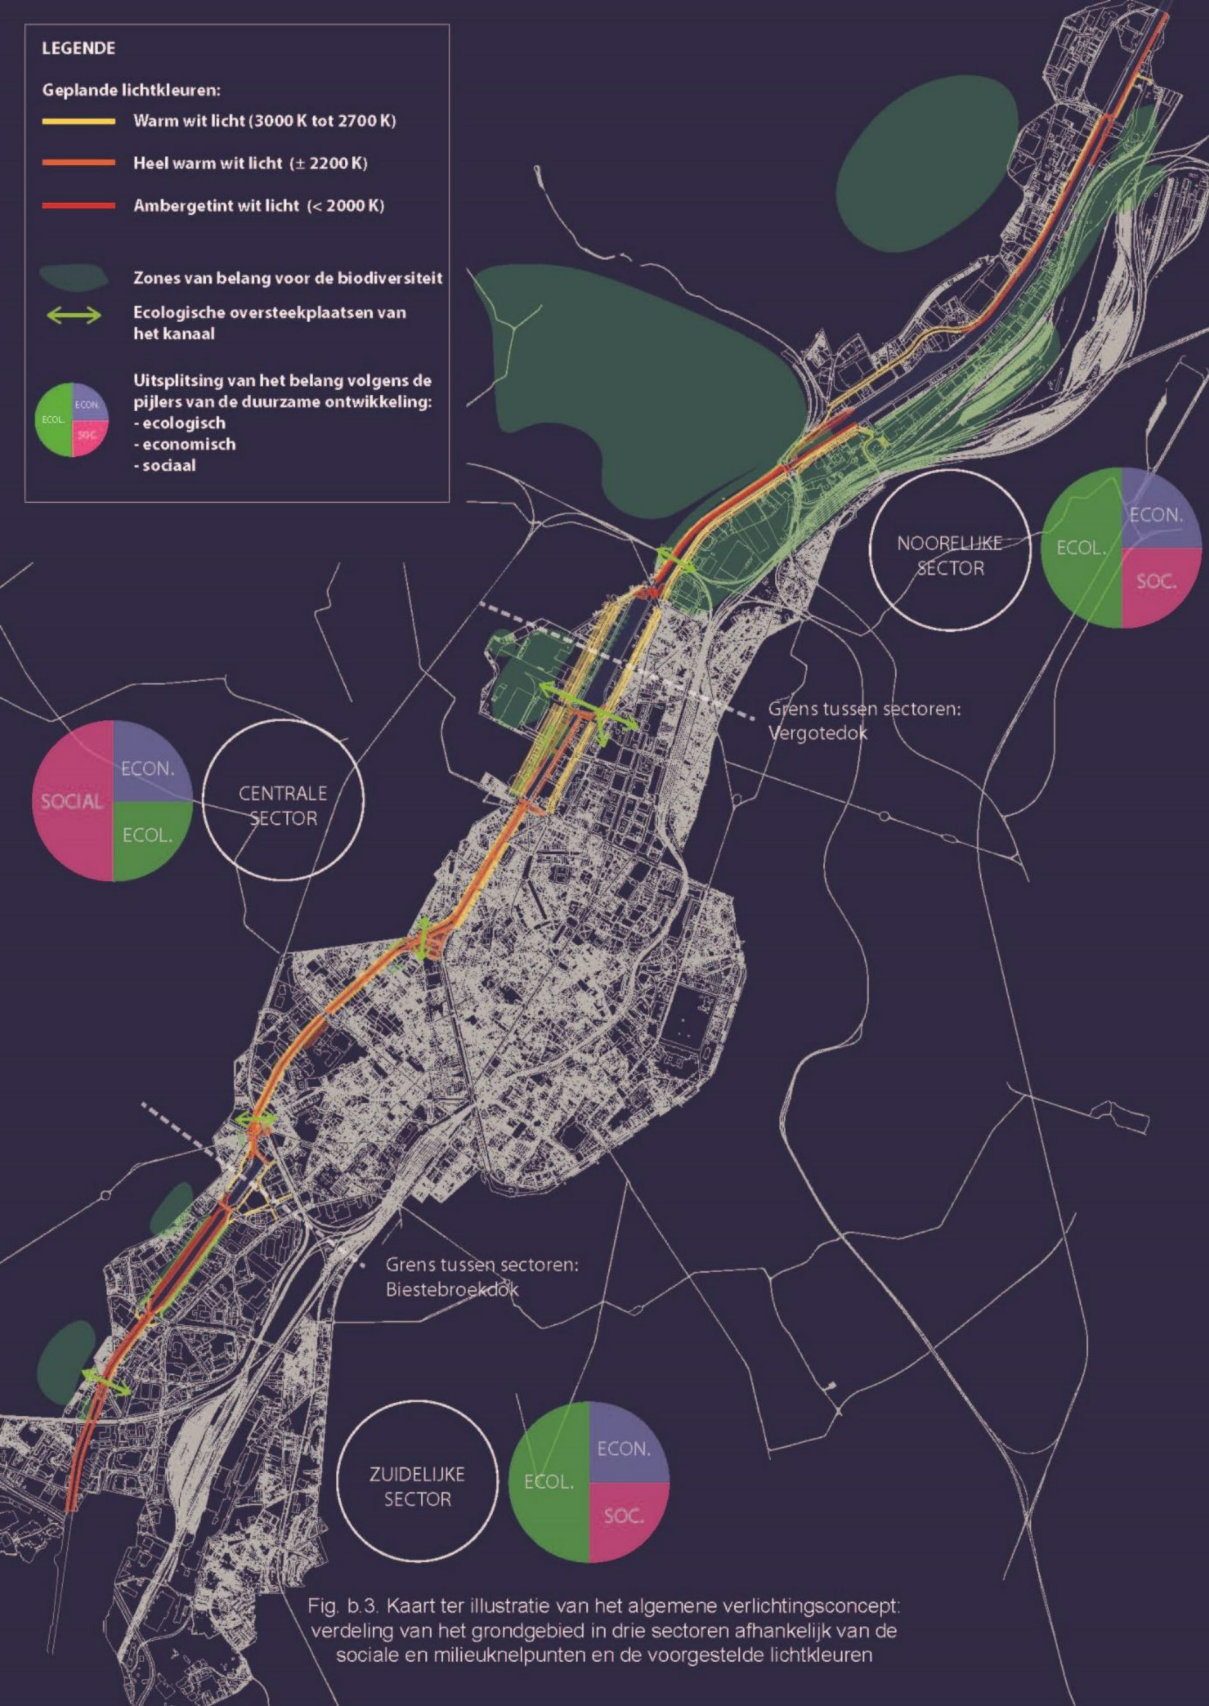 LEGENDE
Geplande lichtkleuren:
Warm wit licht (3000 K tot 2700 K)
Heel warm wit licht (± 2200 K)
Ambergetint wit licht (< 2000 K)
Zones van belang voor de biodiversiteit
Ecologische oversteekplaatsen van
het kanaal
Uitsplitsing van het belang volgens de
pijlers van de duurzame ontwikkeling:
- ecologisch
- economisch
- sociaal
ECOL.
ECON.
SOC.
NOORELIJKE
SECTOR
ECOL.
ECON.
SOC.
Grens tussen sectoren:
Vergotedok
SOCIAL
ECON.
ECOL.
CENTRALE
SECTOR
Grens tussen sectoren:
Biestebroekdok
ZUIDELIJKE
SECTOR
ECOL.
ECON.
SOC.
Fig. b.3. Kaart ter illustratie van het algemene verlichtingsconcept:
verdeling van het grondgebied in drie sectoren afhankelijk van de
sociale en milieuknelpunten en de voorgestelde lichtkleuren